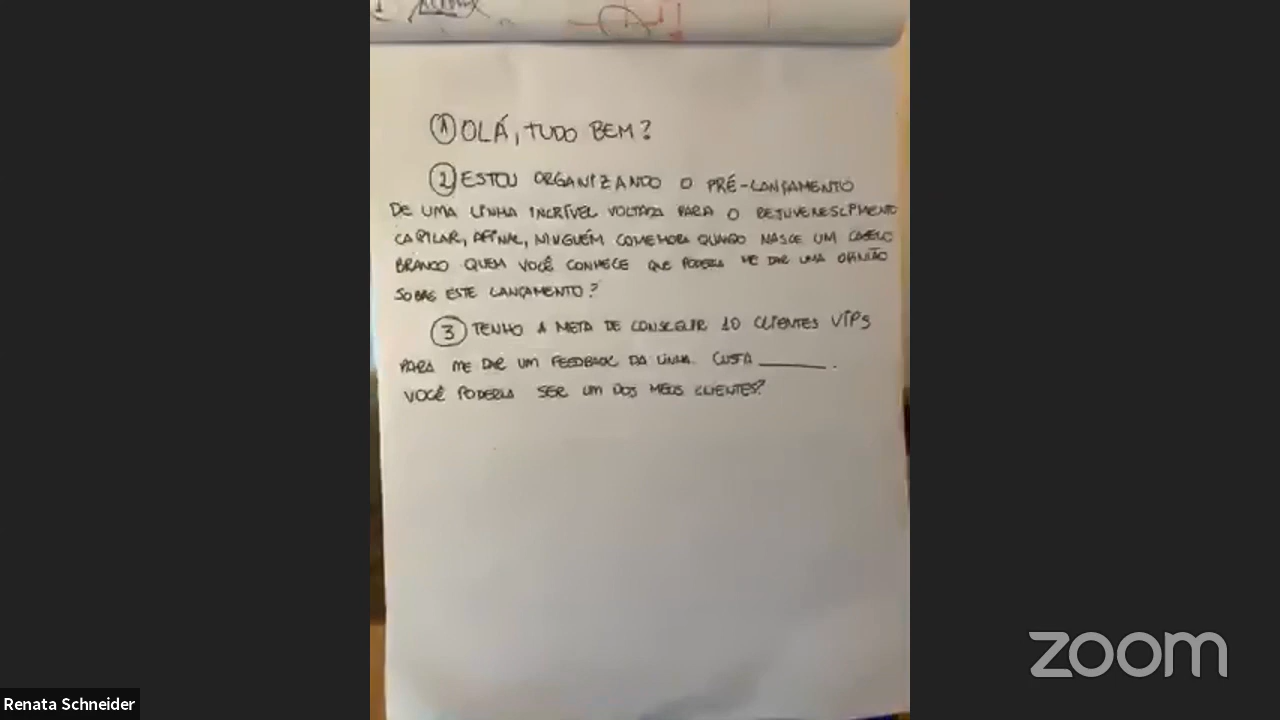 ① OLÁ, TUDO BEM?
② ESTOU ORGANIZANDO O PRÉ-LANÇAMENTO
DE UMA LINHA INCRÍVEL VOLTADA PARA O REJUVENESCIMENTO
CAPILAR, AFINAL, NINGUÉM COMEMORA QUANDO NASCE UM CABELO
BRANCO QUEM VOCÊ CONHECE QUE PODERIA ME DAR UMA OPINIÃO
SOBRE ESTE LANÇAMENTO?
③ TENHO A META DE CONSEGUIR 10 CLIENTES VIPS
PARA ME DAR UM FEEDBACK DA LINHA. CUSTA ______.
VOCÊ PODERIA SER UM DOS MEUS CLIENTES?
zoom
Renata Schneider